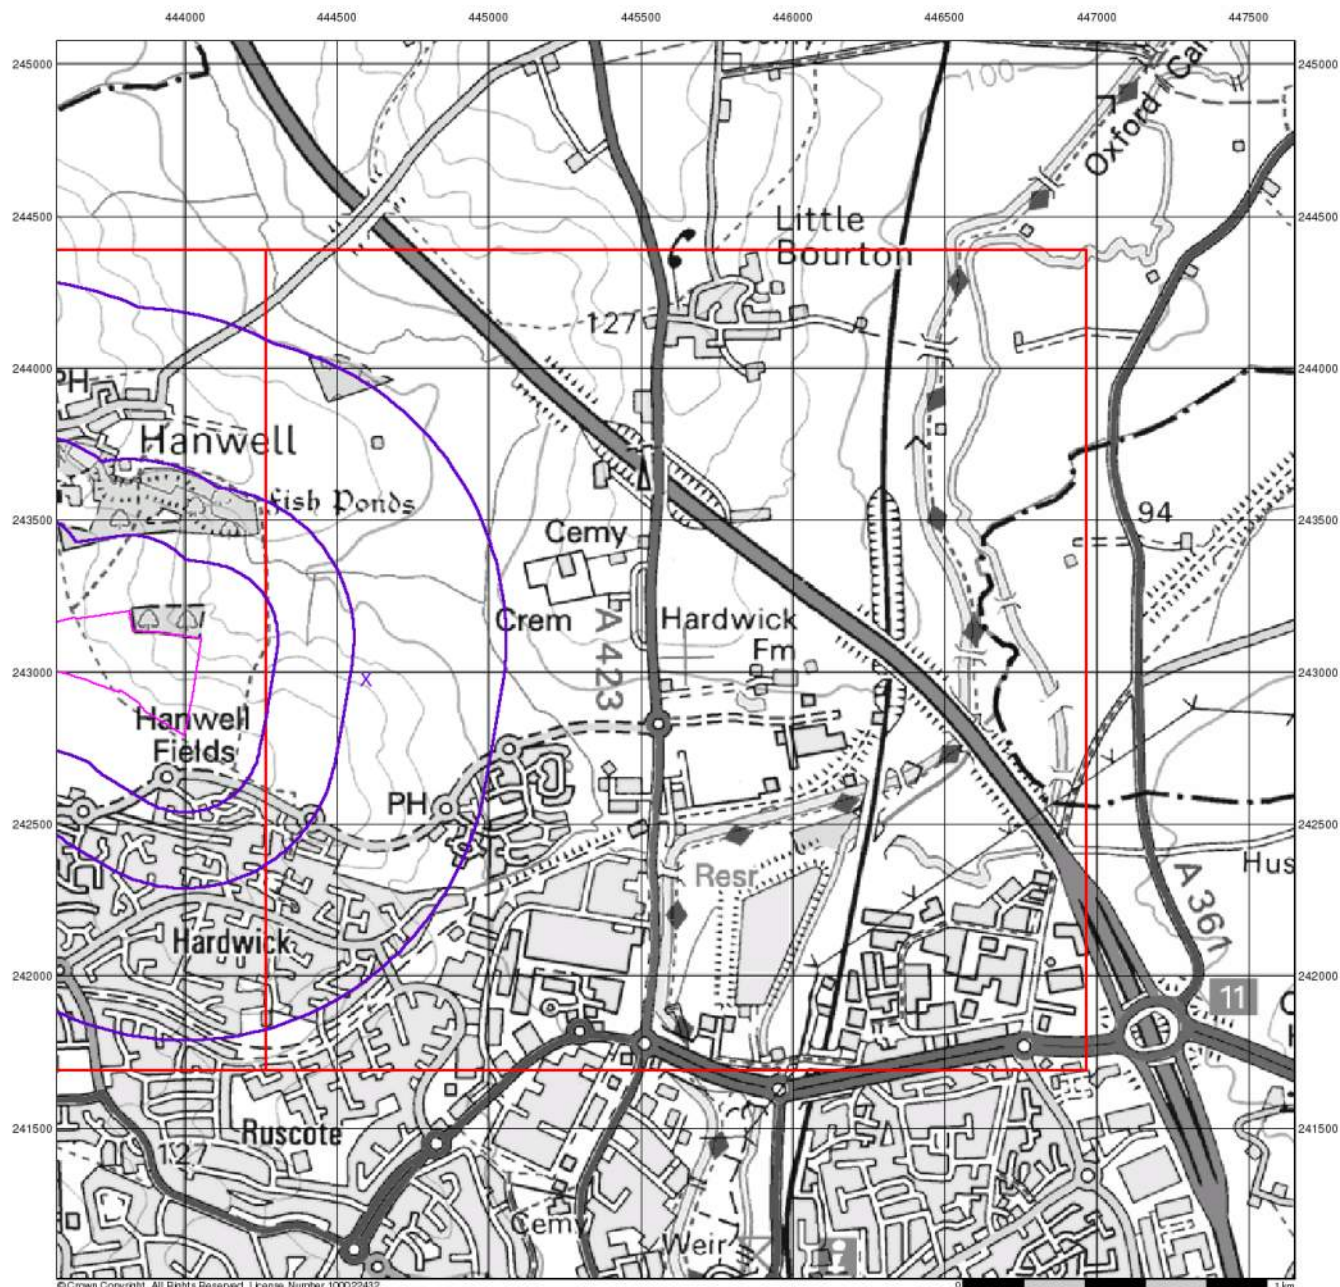 444000 444500 445000 445500 446000 446500 447000 447500
245000 245000
100
Oxford
244500 244500
Little
Bourton
127
244000 244000
Hanwell
fish Ponds
94
243500 243500
Cemy
Crem
A 423
Hardwick
Fm
X
243000 243000
Hanwell
Fields
PH
242500 242500
Hus
Resr
A 361
Hardwick
242000 242000
11
Ruscote
241500 241500
127
Cemy
Weir
© Crown Copyright. All Rights Reserved. License Number 100022432
0 1 km